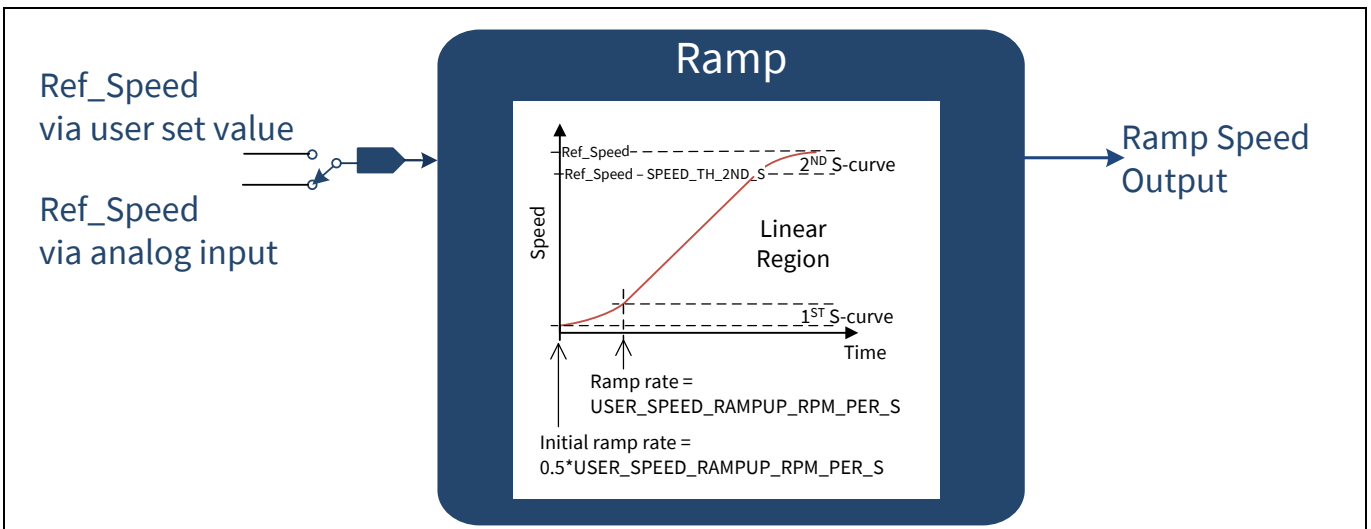 Ramp
Ref_Speed
via user set value
Ref_Speed
via analog input
Ref_Speed
Ref_Speed – SPEED_TH_2ND_S
2ND S-curve
Speed
Linear
Region
1ST S-curve
Time
Ramp rate =
USER_SPEED_RAMPUP_RPM_PER_S
Initial ramp rate =
0.5*USER_SPEED_RAMPUP_RPM_PER_S
Ramp Speed
Output